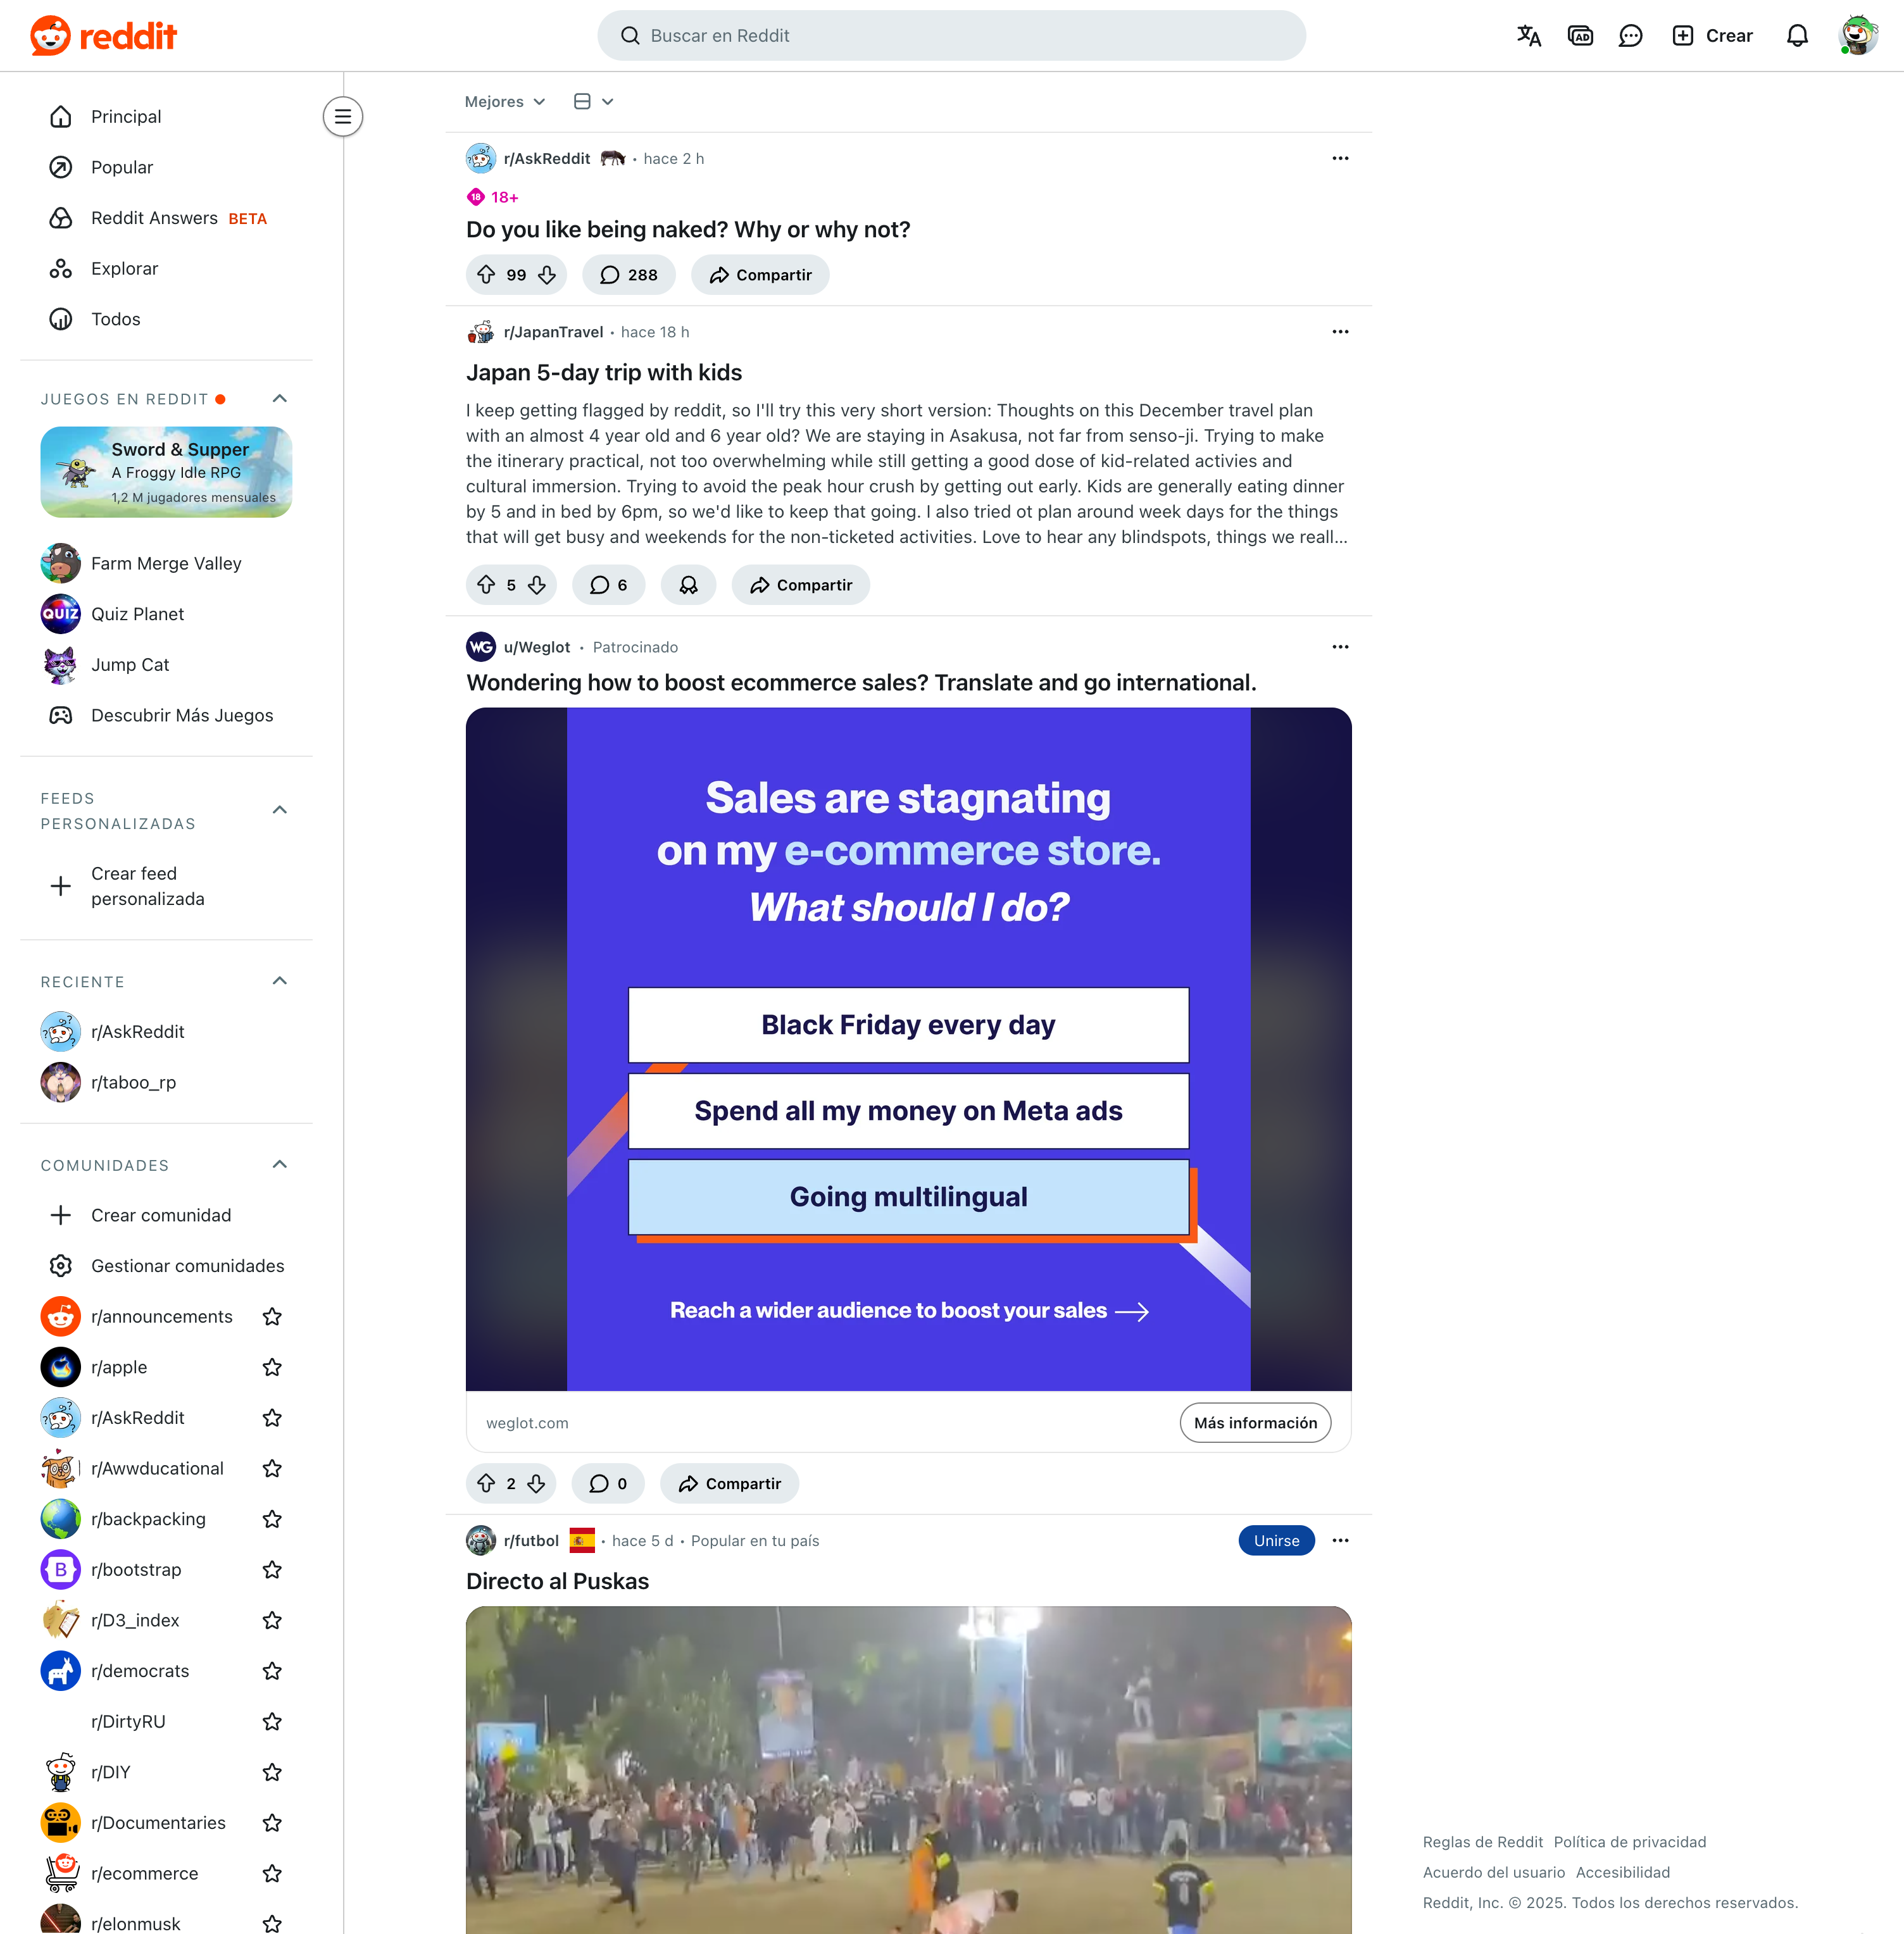 reddit
Buscar en Reddit
AD
Crear
Principal
Popular
Reddit Answers BETA
Explorar
Todos
JUEGOS EN REDDIT
Sword & Supper
A Froggy Idle RPG
1,2 M jugadores mensuales
Farm Merge Valley
QUIZ
Quiz Planet
Jump Cat
Descubrir Más Juegos
FEEDS
PERSONALIZADAS
Crear feed
personalizada
RECIENTE
r/AskReddit
r/taboo_rp
COMUNIDADES
Crear comunidad
Gestionar comunidades
r/announcements
r/apple
r/AskReddit
r/Awwducational
r/backpacking
B
r/bootstrap
r/D3_index
r/democrats
r/DirtyRU
r/DIY
r/Documentaries
r/ecommerce
r/elonmusk
Mejores
r/AskReddit • hace 2 h
18 18+
Do you like being naked? Why or why not?
99 288 Compartir
r/JapanTravel • hace 18 h
Japan 5-day trip with kids
I keep getting flagged by reddit, so I'll try this very short version: Thoughts on this December travel plan
with an almost 4 year old and 6 year old? We are staying in Asakusa, not far from senso-ji. Trying to make
the itinerary practical, not too overwhelming while still getting a good dose of kid-related activies and
cultural immersion. Trying to avoid the peak hour crush by getting out early. Kids are generally eating dinner
by 5 and in bed by 6pm, so we'd like to keep that going. I also tried ot plan around week days for the things
that will get busy and weekends for the non-ticketed activities. Love to hear any blindspots, things we reall...
5 6 Compartir
WG u/Weglot • Patrocinado
Wondering how to boost ecommerce sales? Translate and go international.
Sales are stagnating
on my e-commerce store.
What should I do?
Black Friday every day
Spend all my money on Meta ads
Going multilingual
Reach a wider audience to boost your sales
weglot.com
Más información
2 0 Compartir
r/futbol • hace 5 d • Popular en tu país
Unirse
Directo al Puskas
Reglas de Reddit Política de privacidad
Acuerdo del usuario Accesibilidad
Reddit, Inc. © 2025. Todos los derechos reservados.